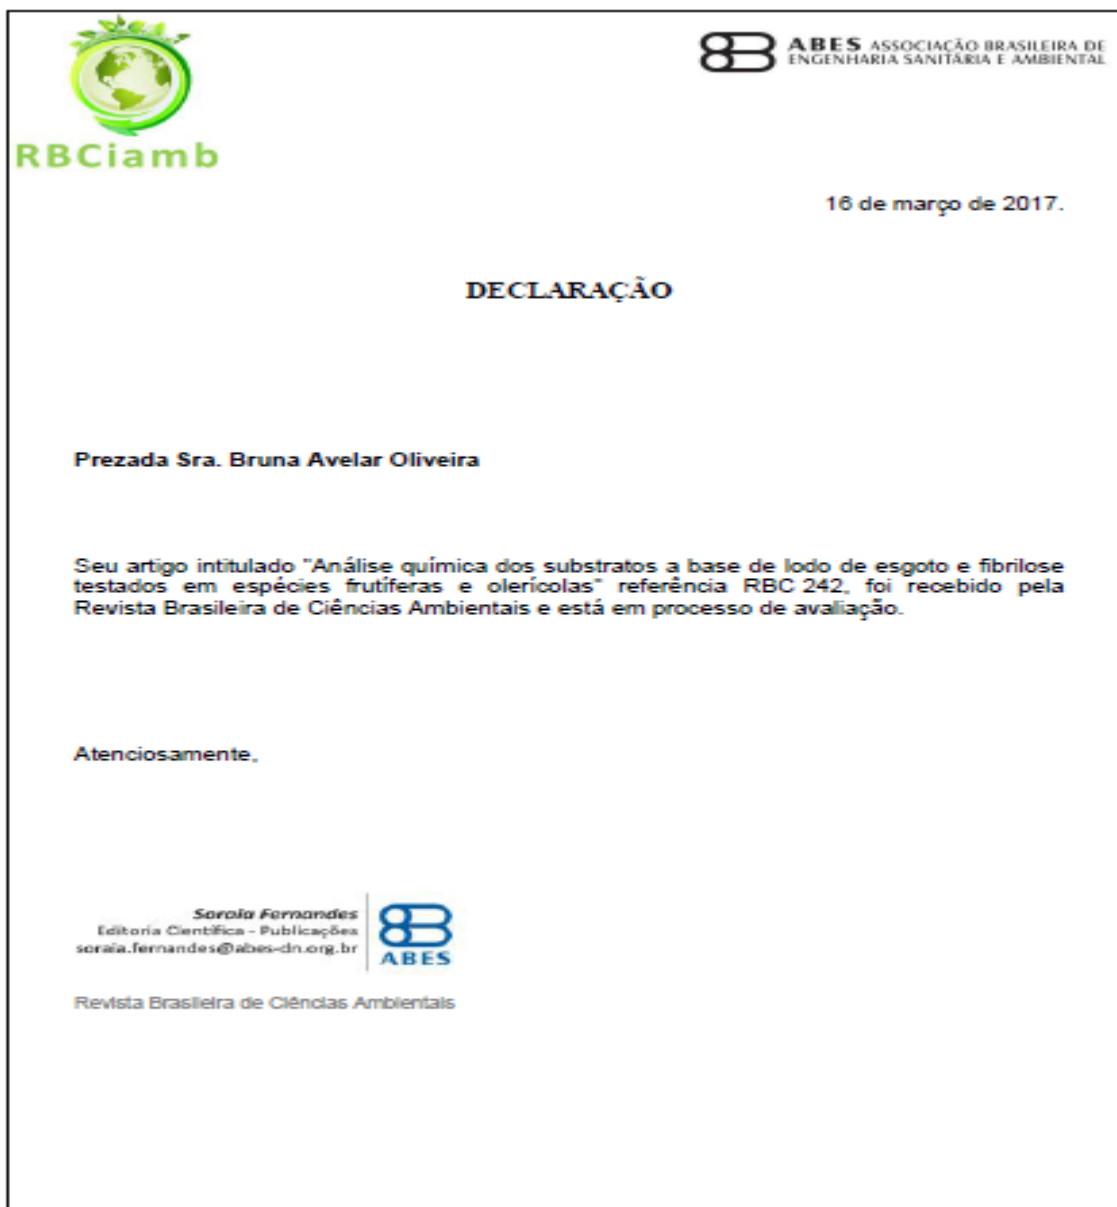 RBCiamb
ABES ASSOCIAÇÃO BRASILEIRA DE
ENGENHARIA SANITÁRIA E AMBIENTAL
16 de março de 2017.
DECLARAÇÃO
Prezada Sra. Bruna Avelar Oliveira
Seu artigo intitulado "Análise química dos substratos a base de lodo de esgoto e fibrilose
testados em espécies frutíferas e olerícolas" referência RBC 242, foi recebido pela
Revista Brasileira de Ciências Ambientais e está em processo de avaliação.
Atenciosamente,
Soraia Fernandes
Editoria Científica - Publicações
soraia.fernandes@abes-dn.org.br
ABES
Revista Brasileira de Ciências Ambientais